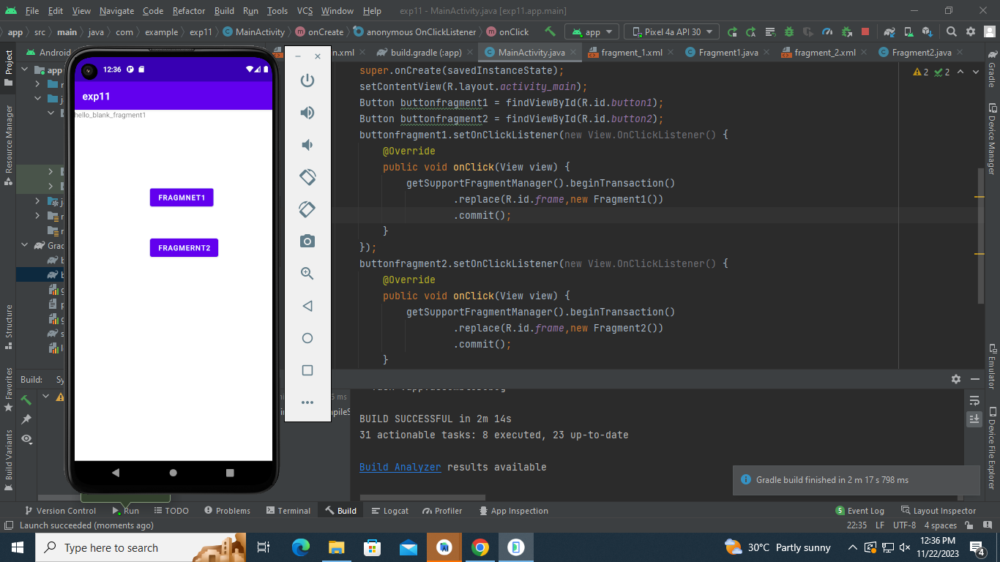 File Edit View Navigate Code Refactor Build Run Tools VCS Window Help exp11 - MainActivity.java [exp11.app.main]
app src main java com example exp11 MainActivity onCreate anonymous OnClickListener onClick app Pixel 4a API 30
Project
Resource Manager
Structure
Favorites
Build Variants
Android
n.xml build.gradle (:app) MainActivity.java fragment_1.xml Fragment1.java fragment_2.xml Fragment2.java
app
Grad
12:36
exp11
hello_blank_fragment1
FRAGMNET1
FRAGMERNT2
super.onCreate(savedInstanceState);
setContentView(R.layout.activity_main);
Button buttonfragment1 = findViewById(R.id.button1);
Button buttonfragment2 = findViewById(R.id.button2);
buttonfragment1.setOnClickListener(new View.OnClickListener() {
@Override
public void onClick(View view) {
getSupportFragmentManager().beginTransaction()
.replace(R.id.frame,new Fragment1())
.commit();
}
});
buttonfragment2.setOnClickListener(new View.OnClickListener() {
@Override
public void onClick(View view) {
getSupportFragmentManager().beginTransaction()
.replace(R.id.frame,new Fragment2())
.commit();
}
2 2
Gradle
Device Manager
Emulator
Device File Explorer
Build: Sy
BUILD SUCCESSFUL in 2m 14s
31 actionable tasks: 8 executed, 23 up-to-date
Build Analyzer results available
Gradle build finished in 2 m 17 s 798 ms
Version Control Run TODO Problems Terminal Build Logcat Profiler App Inspection 5 Event Log Layout Inspector
Launch succeeded (moments ago) 22:35 LF UTF-8 4 spaces
Type here to search 30°C Partly sunny 12:36 PM
11/22/2023 4